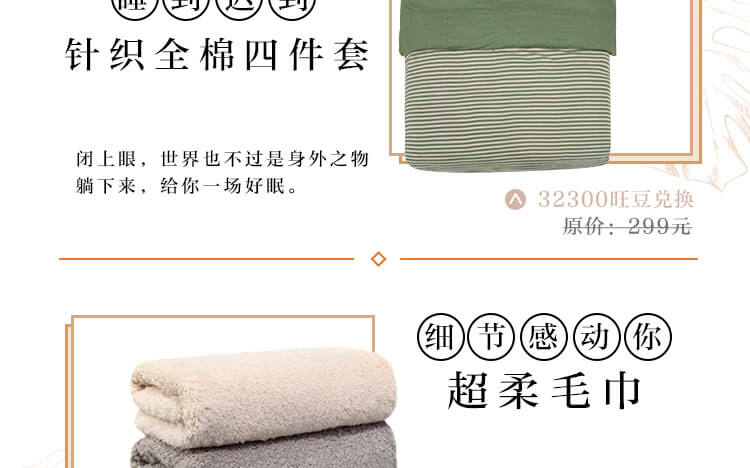 针织全棉四件套
闭上眼，世界也不过是身外之物
躺下来，给你一场好眠。
32300旺豆兑换
原价：299元
细节感动你
超柔毛巾